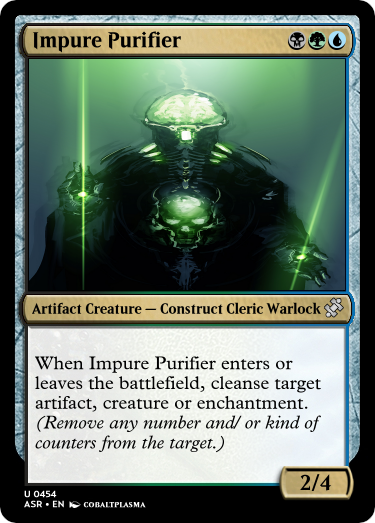 Impure Purifier
Artifact Creature — Construct Cleric Warlock
When Impure Purifier enters or
leaves the battlefield, cleanse target
artifact, creature or enchantment.
(Remove any number and/ or kind of
counters from the target.)
2/4
U 0454
ASR • EN COBALTPLASMA